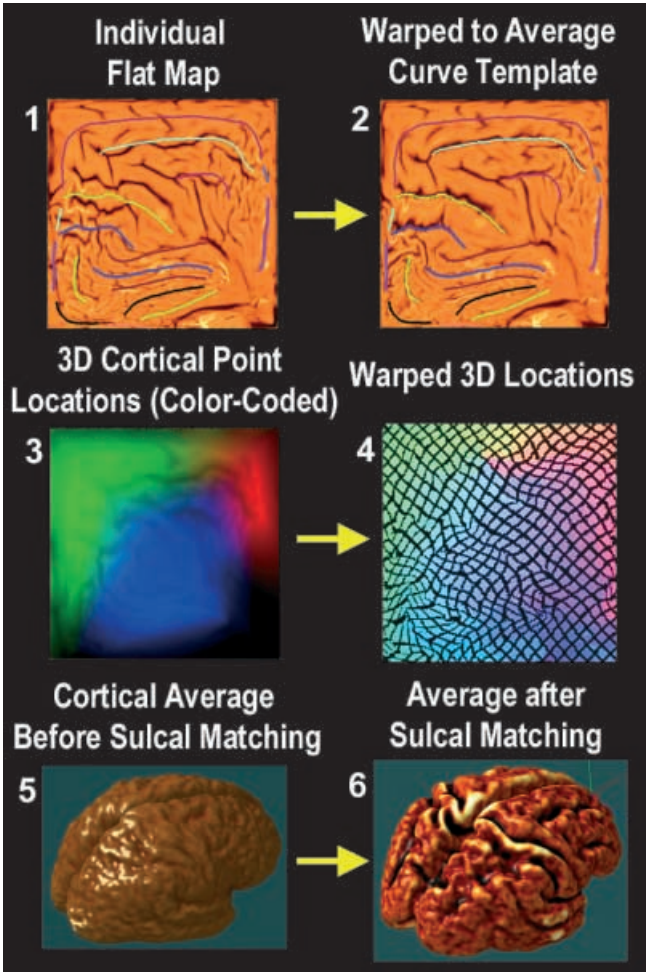 Individual
Flat Map
Warped to Average
Curve Template
1
2
3D Cortical Point
Locations (Color-Coded)
Warped 3D Locations
3
4
Cortical Average
Before Sulcal Matching
Average after
Sulcal Matching
5
6